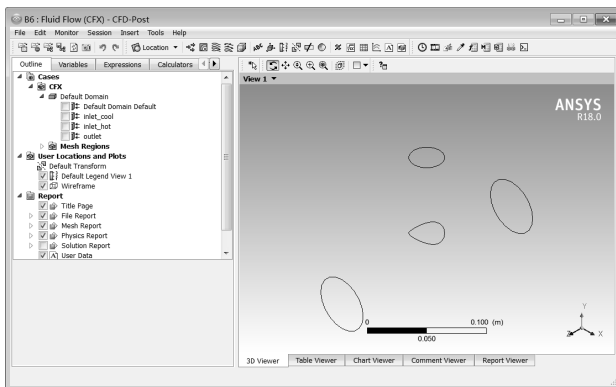 B6 : Fluid Flow (CFX) - CFD-Post
File Edit Monitor Session Insert Tools Help
Location
Outline Variables Expressions Calculators
Cases
CFX
Default Domain
Default Domain Default
inlet_cool
inlet_hot
outlet
Mesh Regions
User Locations and Plots
Default Transform
Default Legend View 1
Wireframe
Report
Title Page
File Report
Mesh Report
Physics Report
Solution Report
User Data
View 1
ANSYS
R18.0
0 0.100 (m)
0.050
Y
Z X
3D Viewer Table Viewer Chart Viewer Comment Viewer Report Viewer